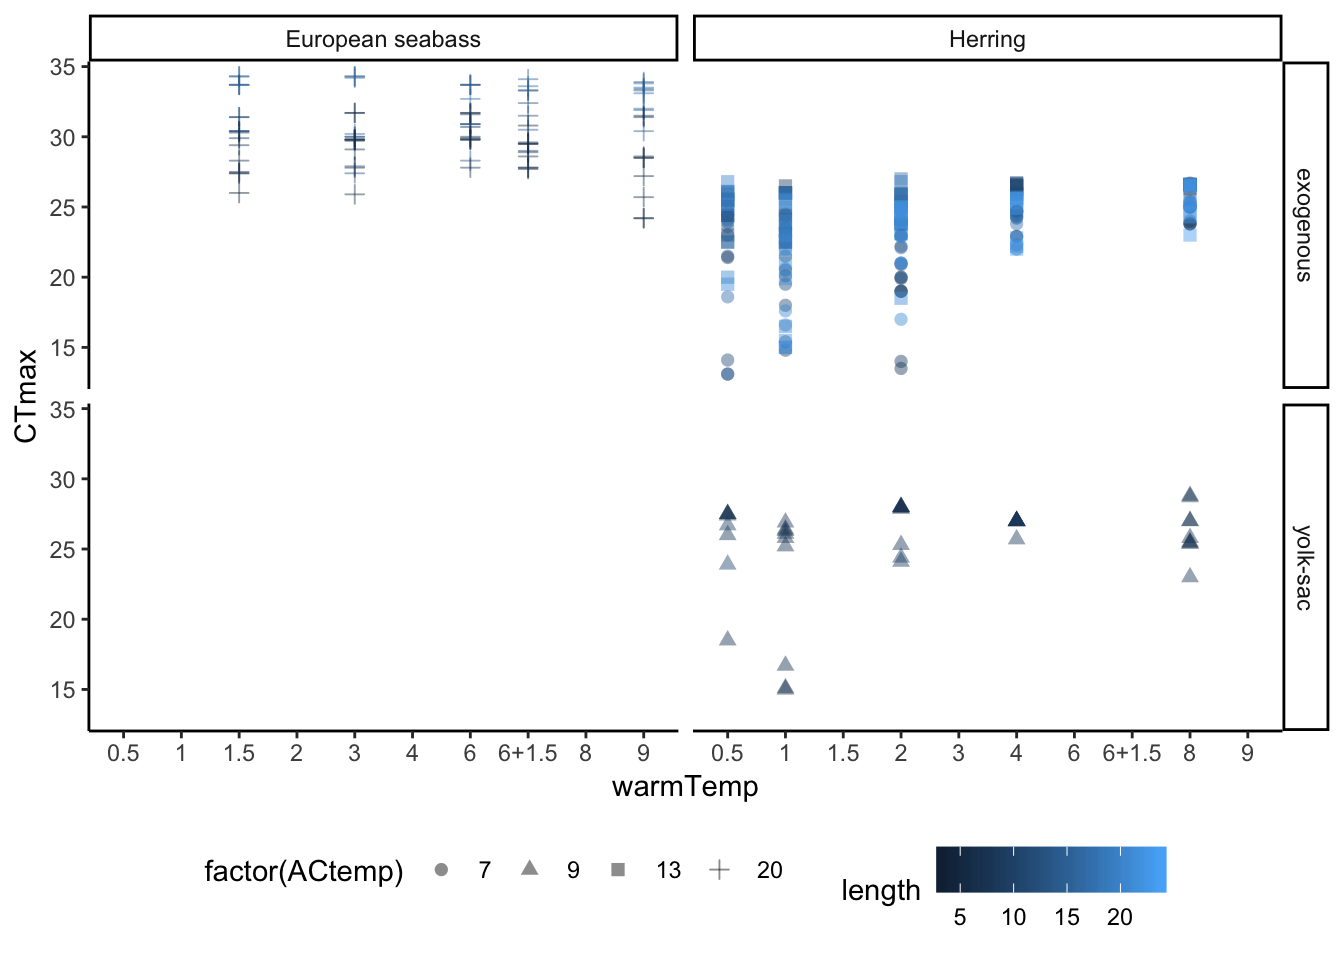 European seabass Herring
35
30
25
20
15
exogenous
CTmax
35
30
25
20
15
yolk-sac
0.5 1 1.5 2 3 4 6 6+1.5 8 9 0.5 1 1.5 2 3 4 6 6+1.5 8 9
warmTemp
factor(ACtemp) 7 9 13 20
length
5 10 15 20